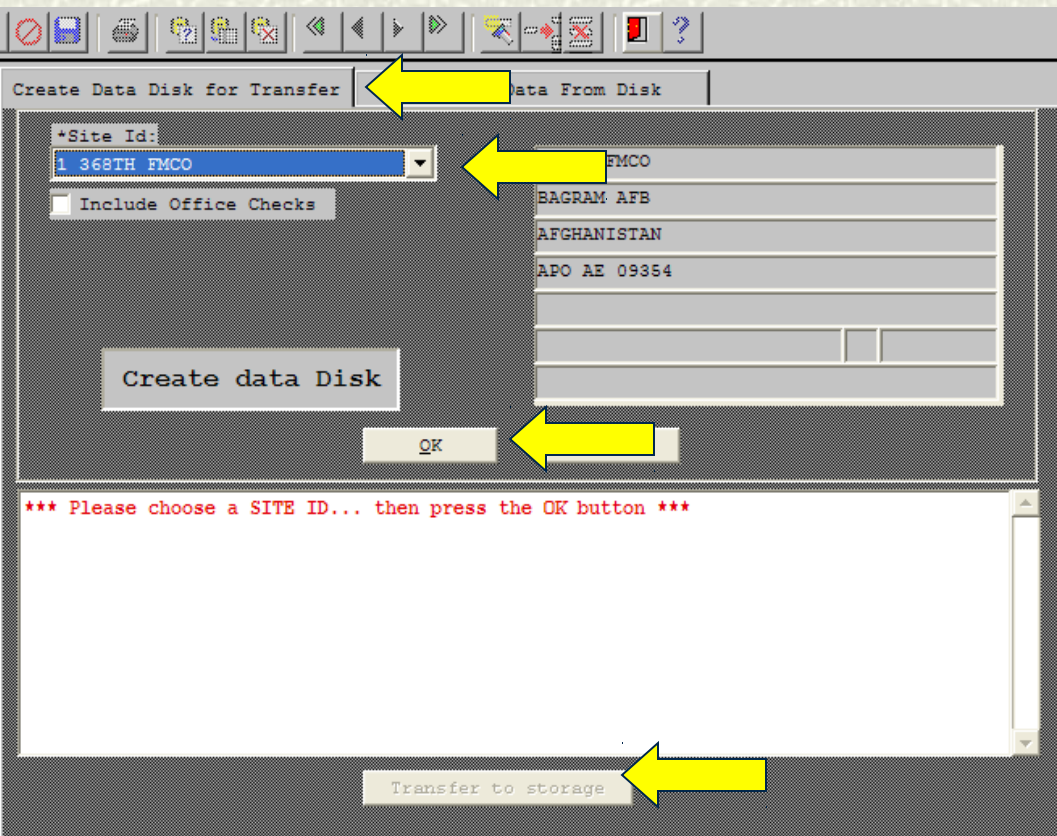 Create Data Disk for Transfer
Data From Disk
*Site Id:
1 368TH FMCO
FMCO
Include Office Checks
BAGRAM AFB
AFGHANISTAN
APO AE 09354
Create data Disk
OK
*** Please choose a SITE ID... then press the OK button ***
Transfer to storage